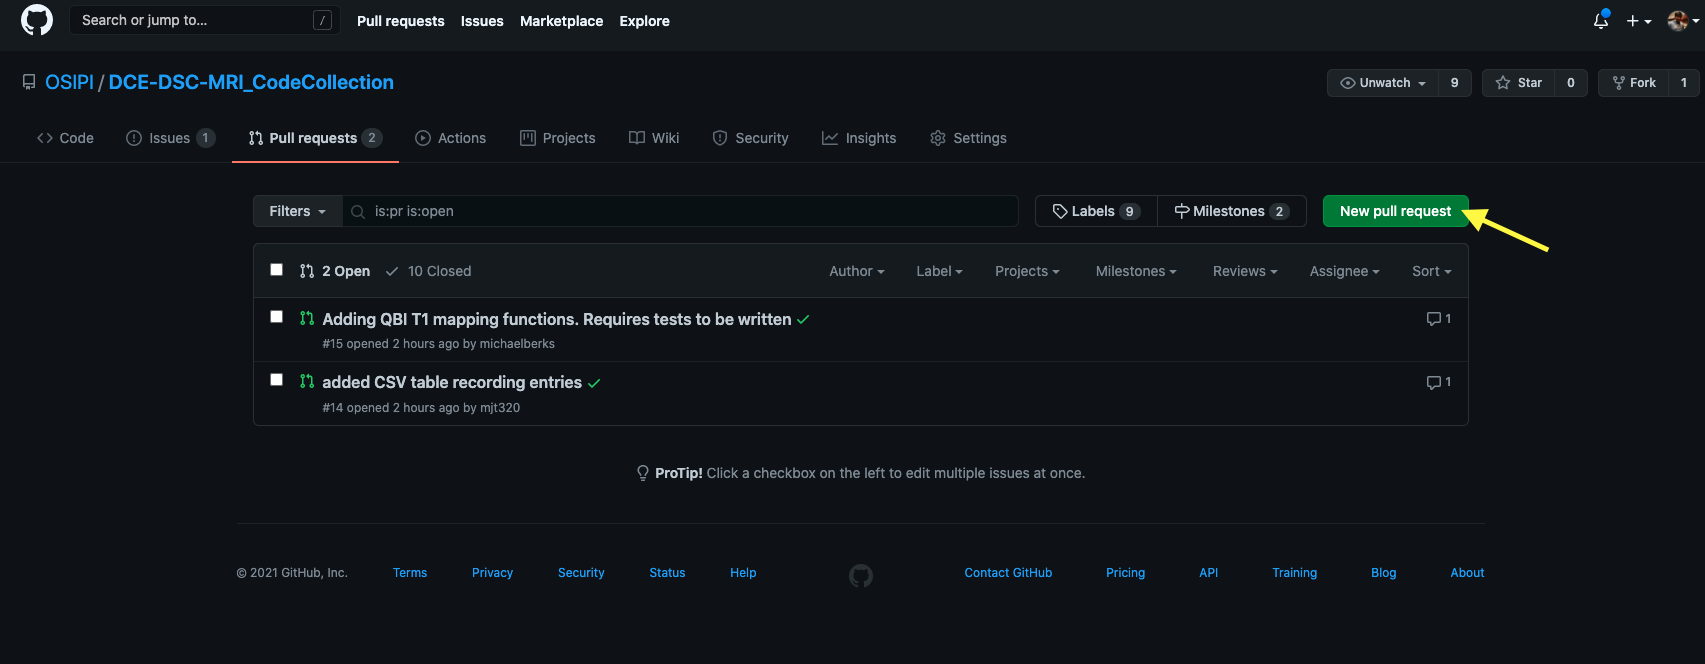 Search or jump to... / Pull requests Issues Marketplace Explore
OSIPI / DCE-DSC-MRI_CodeCollection Unwatch 9 Star 0 Fork 1
Code Issues 1 Pull requests 2 Actions Projects Wiki Security Insights Settings
Filters is:pr is:open Labels 9 Milestones 2 New pull request
2 Open 10 Closed Author Label Projects Milestones Reviews Assignee Sort
Adding QBI T1 mapping functions. Requires tests to be written 1
#15 opened 2 hours ago by michaelberks
added CSV table recording entries 1
#14 opened 2 hours ago by mjt320
ProTip! Click a checkbox on the left to edit multiple issues at once.
© 2021 GitHub, Inc. Terms Privacy Security Status Help Contact GitHub Pricing API Training Blog About